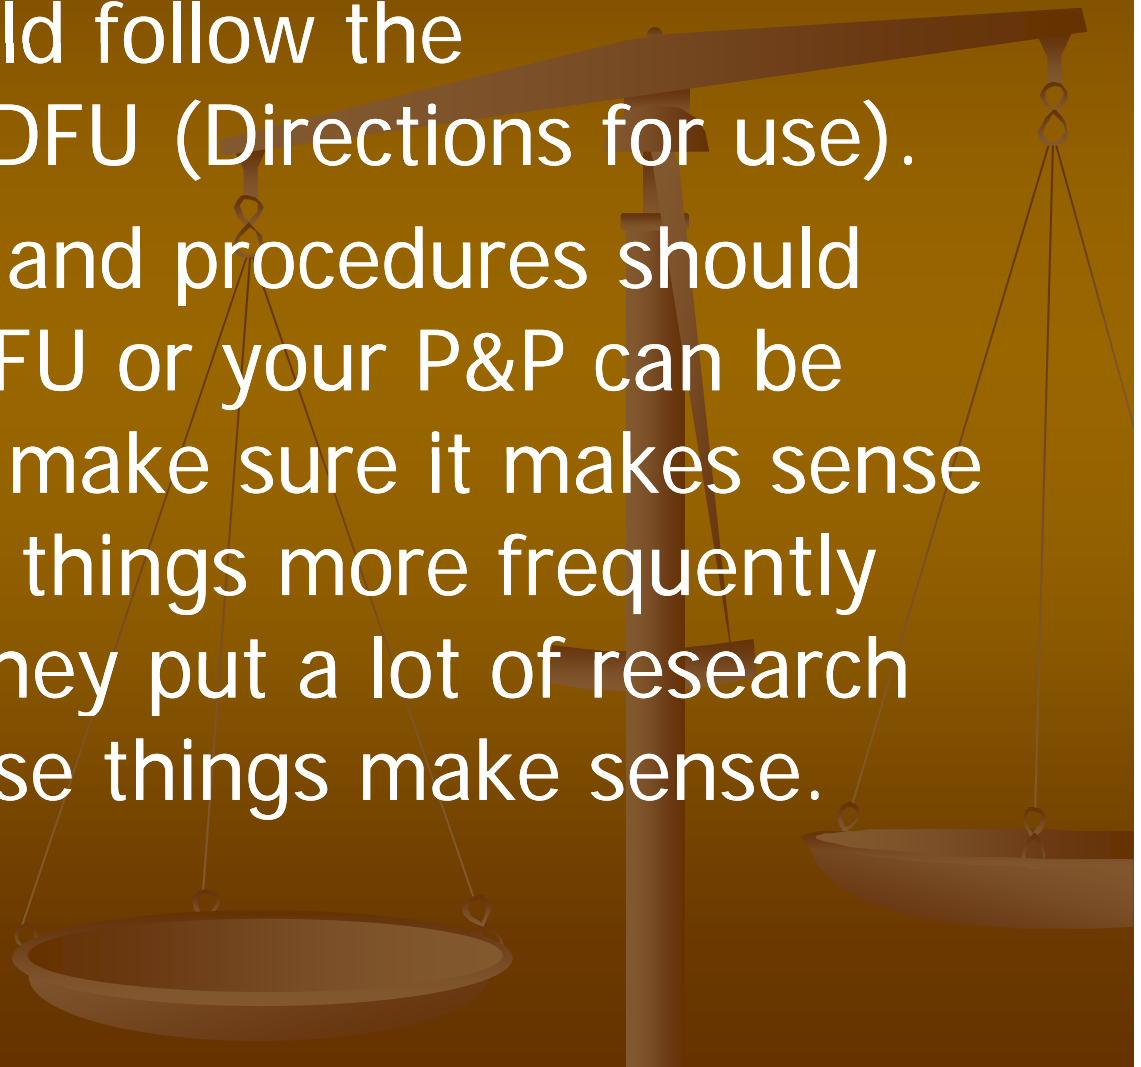 ld follow the
DFU (Directions for use).
and procedures should
FU or your P&P can be
make sure it makes sense
things more frequently
hey put a lot of research
se things make sense.